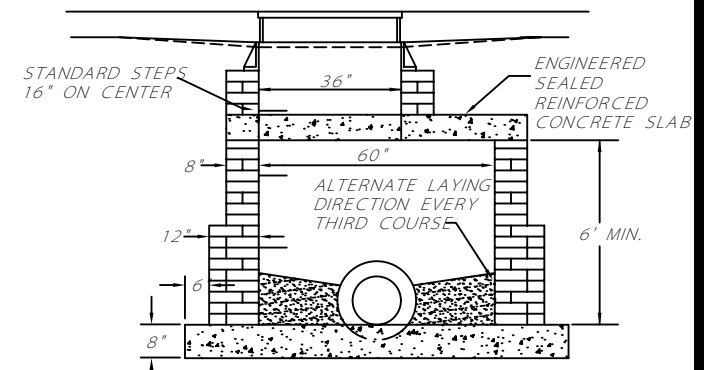 STANDARD STEPS
16" ON CENTER
36"
ENGINEERED
SEALED
REINFORCED
CONCRETE SLAB
8"
60"
ALTERNATE LAYING
DIRECTION EVERY
THIRD COURSE
12"
6' MIN.
6"
8"